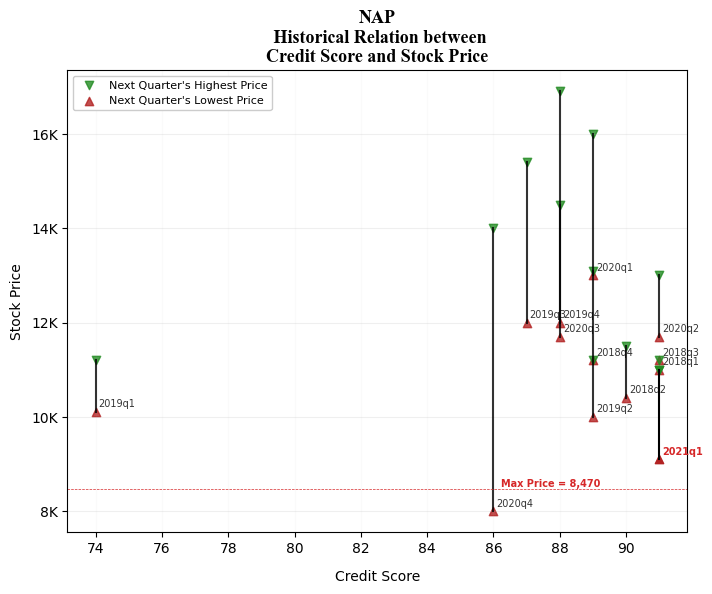 NAP
Historical Relation between
Credit Score and Stock Price
Next Quarter's Highest Price
Next Quarter's Lowest Price
Stock Price
16K
14K
12K
10K
8K
2020q1
2019q3
2019q4
2020q3
2020q2
2018q4
2018q3
2018q1
2018q2
2019q1
2019q2
2021q1
Max Price = 8,470
2020q4
74 76 78 80 82 84 86 88 90
Credit Score